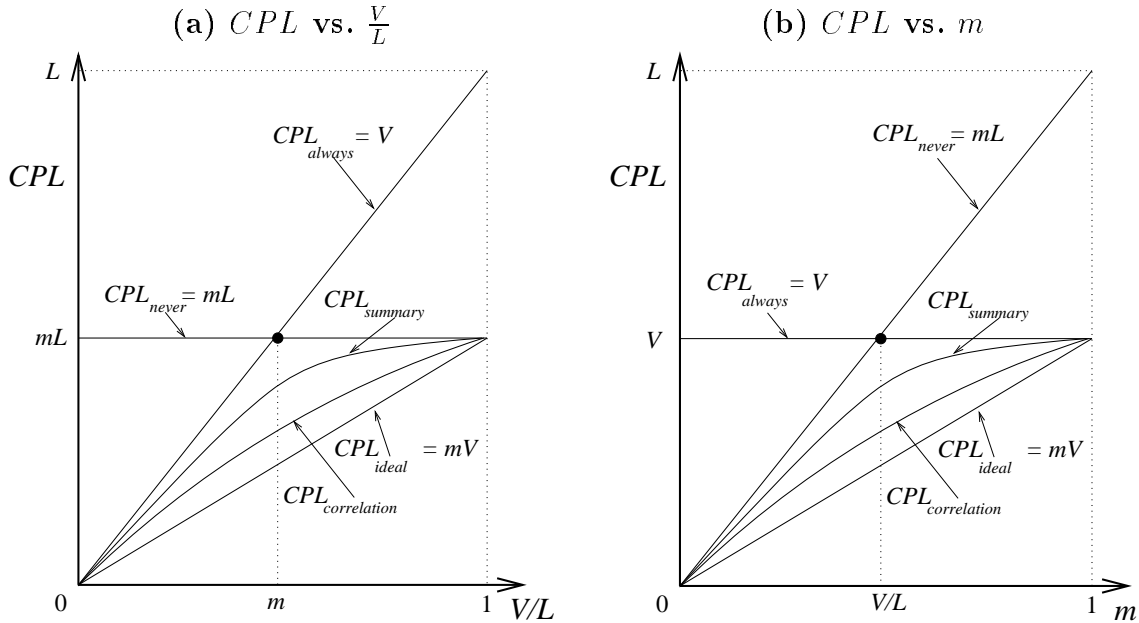 (a) CPL vs. V/L
L
CPL_always = V
CPL
CPL_never = mL
CPL_summary
mL
CPL_ideal = mV
CPL_correlation
0
m
1
V/L
(b) CPL vs. m
L
CPL_never = mL
CPL
CPL_always = V
CPL_summary
V
CPL_ideal = mV
CPL_correlation
0
V/L
1
m